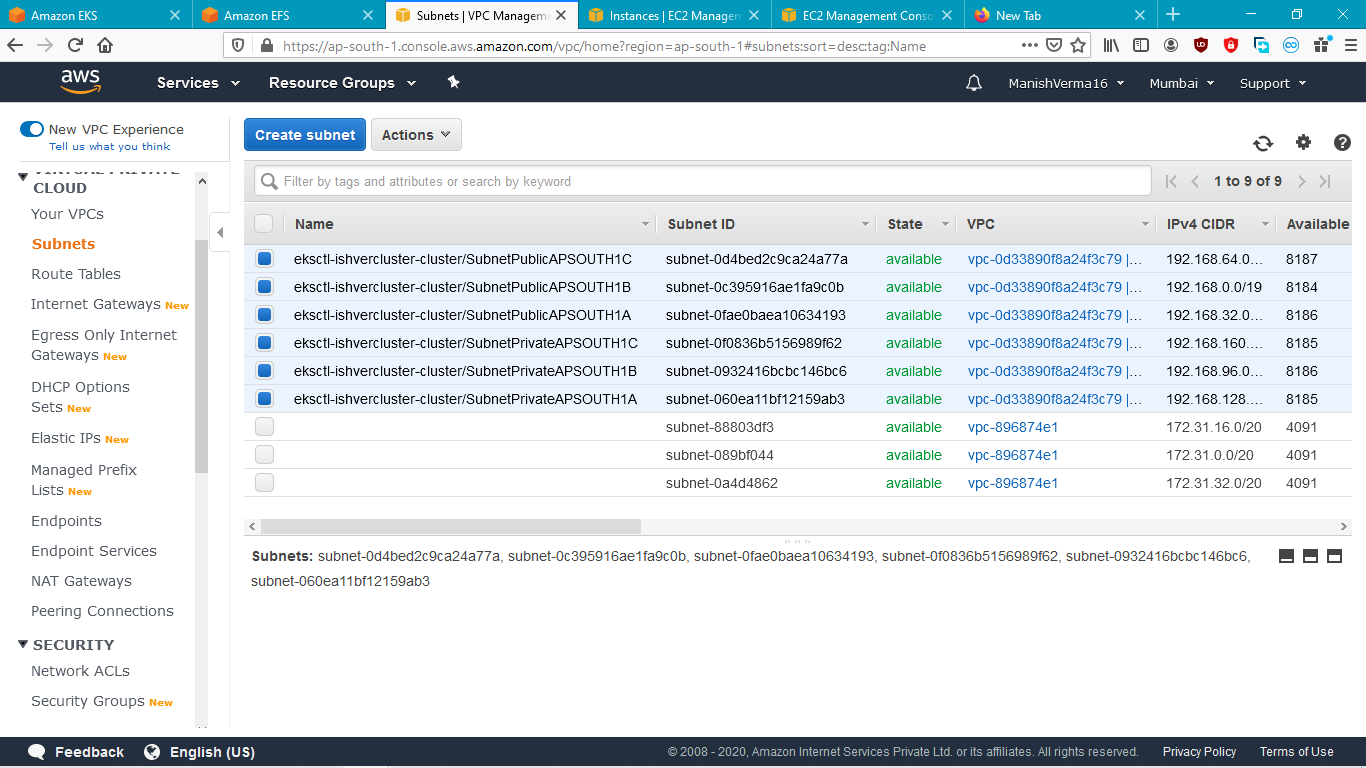 Amazon EKS
Amazon EFS
Subnets | VPC Managem
Instances | EC2 Managem
EC2 Management Conso
New Tab
https://ap-south-1.console.aws.amazon.com/vpc/home?region=ap-south-1#subnets:sort=desc:tag:Name
aws
Services
Resource Groups
ManishVerma16
Mumbai
Support
New VPC Experience
Tell us what you think
VIRTUAL PRIVATE
CLOUD
Your VPCs
Subnets
Route Tables
Internet Gateways New
Egress Only Internet
Gateways New
DHCP Options
Sets New
Elastic IPs New
Managed Prefix
Lists New
Endpoints
Endpoint Services
NAT Gateways
Peering Connections
SECURITY
Network ACLs
Security Groups New
Create subnet
Actions
Filter by tags and attributes or search by keyword
1 to 9 of 9
Name Subnet ID State VPC IPv4 CIDR Available
eksctl-ishvercluster-cluster/SubnetPublicAPSOUTH1C subnet-0d4bed2c9ca24a77a available vpc-0d33890f8a24f3c79 |... 192.168.64.0... 8187
eksctl-ishvercluster-cluster/SubnetPublicAPSOUTH1B subnet-0c395916ae1fa9c0b available vpc-0d33890f8a24f3c79 |... 192.168.0.0/19 8184
eksctl-ishvercluster-cluster/SubnetPublicAPSOUTH1A subnet-0fae0baea10634193 available vpc-0d33890f8a24f3c79 |... 192.168.32.0... 8186
eksctl-ishvercluster-cluster/SubnetPrivateAPSOUTH1C subnet-0f0836b5156989f62 available vpc-0d33890f8a24f3c79 |... 192.168.160.... 8185
eksctl-ishvercluster-cluster/SubnetPrivateAPSOUTH1B subnet-0932416bcbc146bc6 available vpc-0d33890f8a24f3c79 |... 192.168.96.0... 8186
eksctl-ishvercluster-cluster/SubnetPrivateAPSOUTH1A subnet-060ea11bf12159ab3 available vpc-0d33890f8a24f3c79 |... 192.168.128.... 8185
subnet-88803df3 available vpc-896874e1 172.31.16.0/20 4091
subnet-089bf044 available vpc-896874e1 172.31.0.0/20 4091
subnet-0a4d4862 available vpc-896874e1 172.31.32.0/20 4091
Subnets: subnet-0d4bed2c9ca24a77a, subnet-0c395916ae1fa9c0b, subnet-0fae0baea10634193, subnet-0f0836b5156989f62, subnet-0932416bcbc146bc6,
subnet-060ea11bf12159ab3
Feedback
English (US)
© 2008 - 2020, Amazon Internet Services Private Ltd. or its affiliates. All rights reserved.
Privacy Policy
Terms of Use